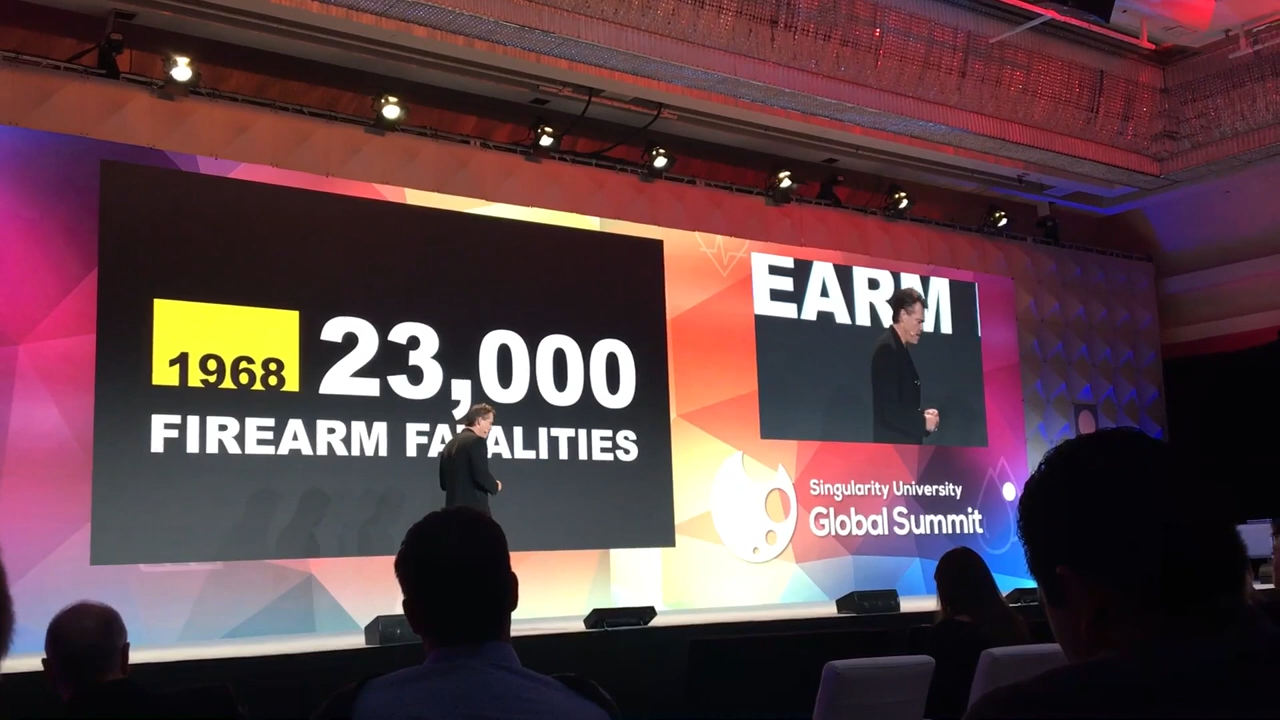 1968 23,000
FIREARM FATALITIES
EARM
Singularity University
Global Summit